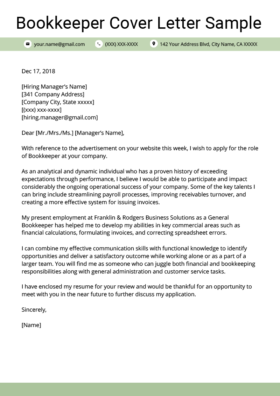 Bookkeeper Cover Letter Sample
your.name@gmail.com (XXX) XXX-XXXX 142 Your Address Blvd, City Name, CA XXXXX
Dec 17, 2018
[Hiring Manager's Name]
[341 Company Address]
[Company City, State xxxxx]
[(xxx) xxx-xxxx]
[hiring.manager@gmail.com]
Dear [Mr./Mrs./Ms.] [Manager's Name],
With reference to the advertisement on your website this week, I wish to apply for the role
of Bookkeeper at your company.
As an analytical and dynamic individual who has a proven history of exceeding
expectations through performance, I believe I would be able to participate and impact
considerably the ongoing operational success of your company. Some of the key talents I
can bring include streamlining payroll processes, improving receivables turnover, and
creating a more effective system for issuing invoices.
My present employment at Franklin & Rodgers Business Solutions as a General
Bookkeeper has helped me to develop my abilities in key commercial areas such as
financial calculations, formulating invoices, and correcting spreadsheet errors.
I can combine my effective communication skills with functional knowledge to identify
opportunities and deliver a satisfactory outcome while working alone or as a part of a
larger team. You will find me as someone who can juggle both financial and bookkeeping
responsibilities along with general administration and customer service tasks.
I have enclosed my resume for your review and would be thankful for an opportunity to
meet with you in the near future to further discuss my application.
Sincerely,
[Name]